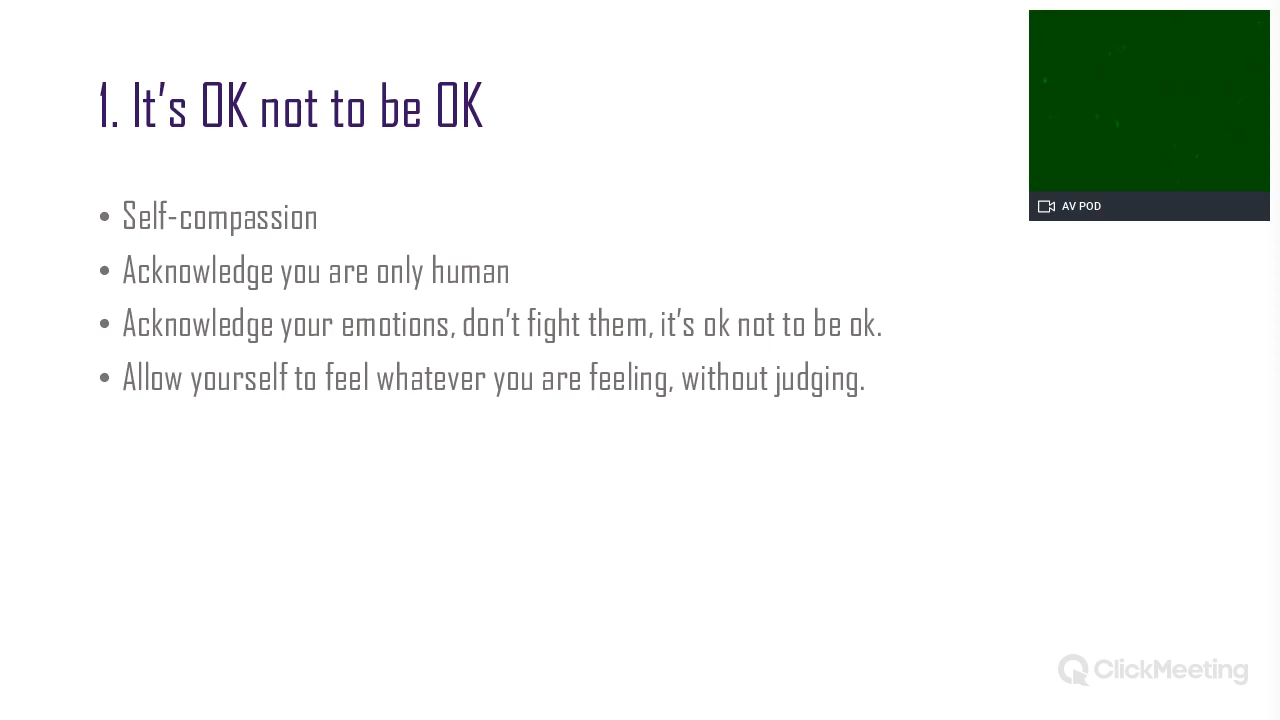 1. It's OK not to be OK
• Self-compassion
• Acknowledge you are only human
• Acknowledge your emotions, don't fight them, it's ok not to be ok.
• Allow yourself to feel whatever you are feeling, without judging.
AV POD
ClickMeeting